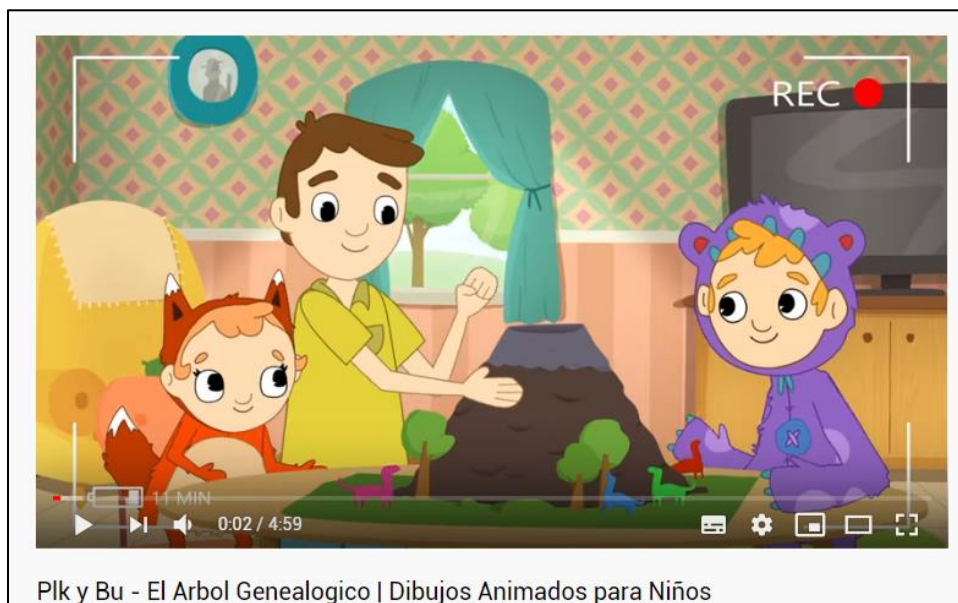 REC
11 MIN
0:02 / 4:59
Plk y Bu - El Arbol Genealogico | Dibujos Animados para Niños